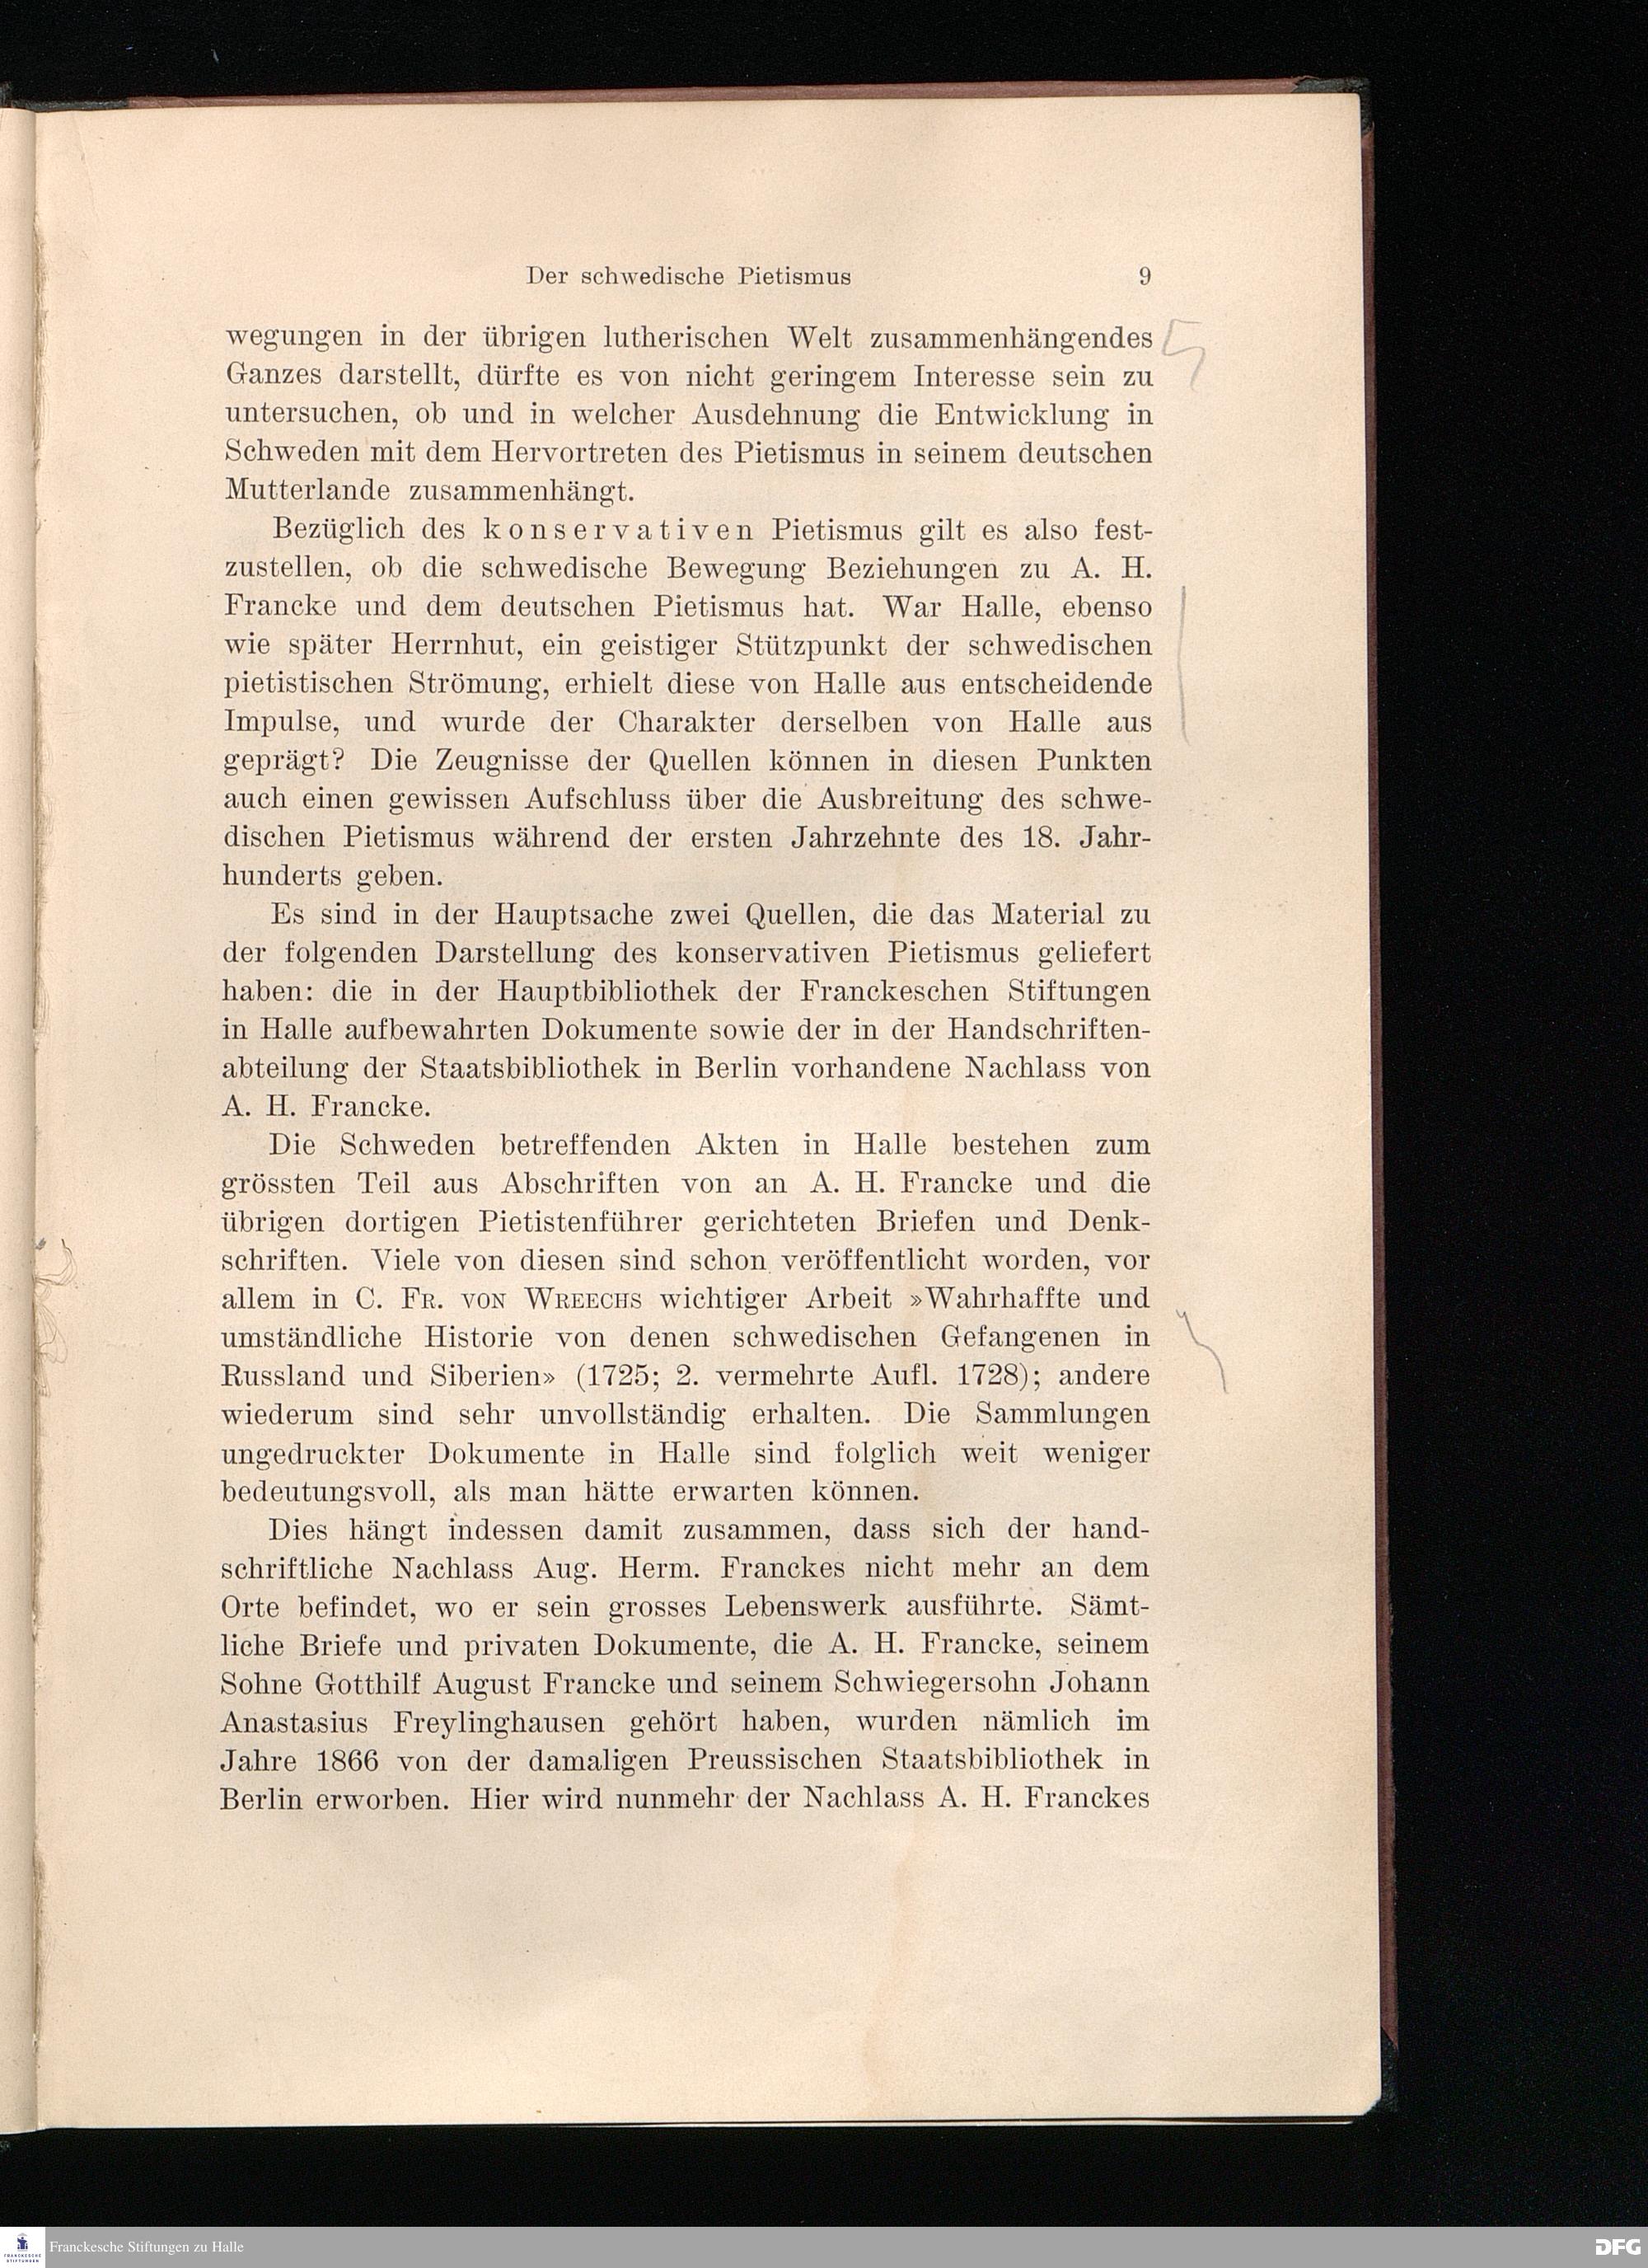 Der schwedische Pietismus 9
wegungen in der übrigen lutherischen Welt zusammenhängendes
Ganzes darstellt, dürfte es von nicht geringem Interesse sein zu
untersuchen, ob und in welcher Ausdehnung die Entwicklung in
Schweden mit dem Hervortreten des Pietismus in seinem deutschen
Mutterlande zusammenhängt.
Bezüglich des konservativen Pietismus gilt es also fest-
zustellen, ob die schwedische Bewegung Beziehungen zu A. H.
Francke und dem deutschen Pietismus hat. War Halle, ebenso
wie später Herrnhut, ein geistiger Stützpunkt der schwedischen
pietistischen Strömung, erhielt diese von Halle aus entscheidende
Impulse, und wurde der Charakter derselben von Halle aus
geprägt? Die Zeugnisse der Quellen können in diesen Punkten
auch einen gewissen Aufschluss über die Ausbreitung des schwe-
dischen Pietismus während der ersten Jahrzehnte des 18. Jahr-
hunderts geben.
Es sind in der Hauptsache zwei Quellen, die das Material zu
der folgenden Darstellung des konservativen Pietismus geliefert
haben: die in der Hauptbibliothek der Franckeschen Stiftungen
in Halle aufbewahrten Dokumente sowie der in der Handschriften-
abteilung der Staatsbibliothek in Berlin vorhandene Nachlass von
A. H. Francke.
Die Schweden betreffenden Akten in Halle bestehen zum
grössten Teil aus Abschriften von an A. H. Francke und die
übrigen dortigen Pietistenführer gerichteten Briefen und Denk-
schriften. Viele von diesen sind schon veröffentlicht worden, vor
allem in C. FR. VON WREECHS wichtiger Arbeit »Wahrhaffte und
umständliche Historie von denen schwedischen Gefangenen in
Russland und Siberien» (1725; 2. vermehrte Aufl. 1728); andere
wiederum sind sehr unvollständig erhalten. Die Sammlungen
ungedruckter Dokumente in Halle sind folglich weit weniger
bedeutungsvoll, als man hätte erwarten können.
Dies hängt indessen damit zusammen, dass sich der hand-
schriftliche Nachlass Aug. Herm. Franckes nicht mehr an dem
Orte befindet, wo er sein grosses Lebenswerk ausführte. Sämt-
liche Briefe und privaten Dokumente, die A. H. Francke, seinem
Sohne Gotthilf August Francke und seinem Schwiegersohn Johann
Anastasius Freylinghausen gehört haben, wurden nämlich im
Jahre 1866 von der damaligen Preussischen Staatsbibliothek in
Berlin erworben. Hier wird nunmehr der Nachlass A. H. Franckes
FRANCKESCHE
STIFTUNGEN
Franckesche Stiftungen zu Halle
DFG